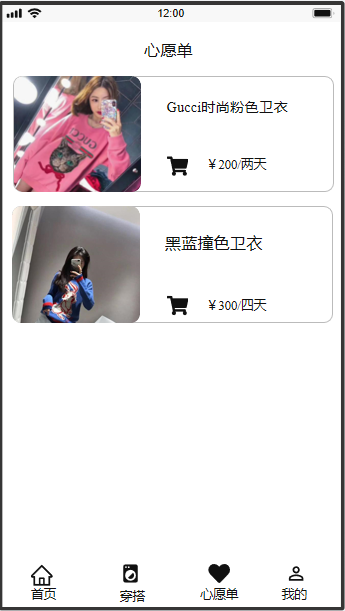 12:00
心愿单
GUCCI
Gucci时尚粉色卫衣
￥200/两天
黑蓝撞色卫衣
￥300/四天
首页 穿搭 心愿单 我的